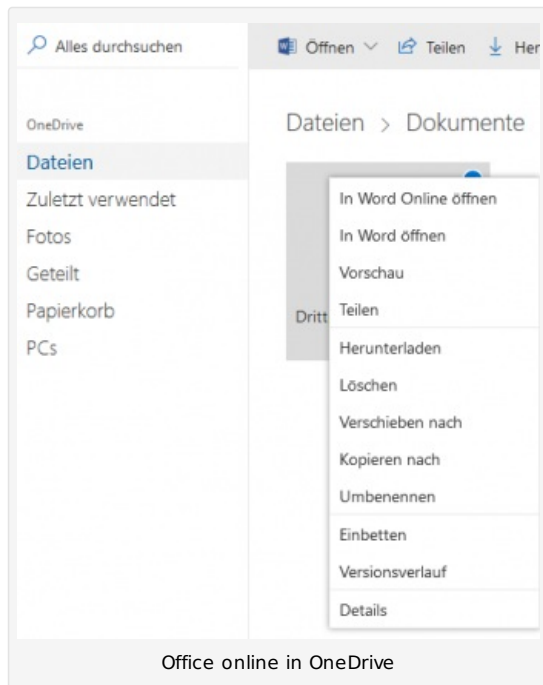 Alles durchsuchen
Öffnen Teilen Her
OneDrive
Dateien
Zuletzt verwendet
Fotos
Geteilt
Papierkorb
PCs
Dateien > Dokumente
Dritt
In Word Online öffnen
In Word öffnen
Vorschau
Teilen
Herunterladen
Löschen
Verschieben nach
Kopieren nach
Umbenennen
Einbetten
Versionsverlauf
Details
Office online in OneDrive